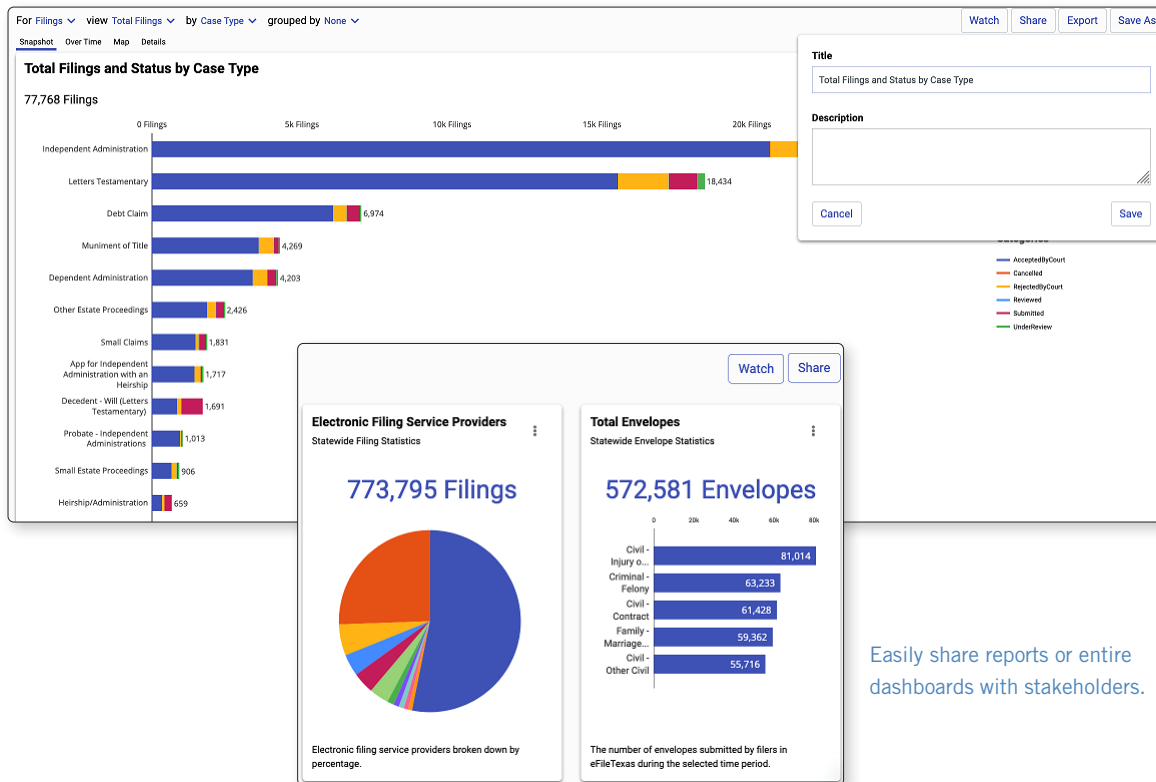 For Filings view Total Filings by Case Type grouped by None
Watch Share Export Save As
Snapshot Over Time Map Details
Total Filings and Status by Case Type
77,768 Filings
0 Filings 5k Filings 10k Filings 15k Filings 20k Filings
Independent Administration
Letters Testamentary 18,434
Debt Claim 6,974
Muniment of Title 4,269
Dependent Administration 4,203
Other Estate Proceedings 2,426
Small Claims 1,831
App for Independent
Administration with an
Heirship
1,717
Decedent - Will (Letters
Testamentary)
1,691
Probate - Independent
Administrations
1,013
Small Estate Proceedings 906
Heirship/Administration 659
Title
Total Filings and Status by Case Type
Description
Cancel Save
Categories
AcceptedByCourt
Cancelled
RejectedByCourt
Reviewed
Submitted
UnderReview
Watch Share
Electronic Filing Service Providers
Statewide Filing Statistics
773,795 Filings
Electronic filing service providers broken down by
percentage.
Total Envelopes
Statewide Envelope Statistics
572,581 Envelopes
0 20k 40k 60k 80k
Civil -
Injury o...
81,014
Criminal -
Felony
63,233
Civil -
Contract
61,428
Family -
Marriage...
59,362
Civil -
Other Civil
55,716
The number of envelopes submitted by filers in
eFileTexas during the selected time period.
Easily share reports or entire
dashboards with stakeholders.